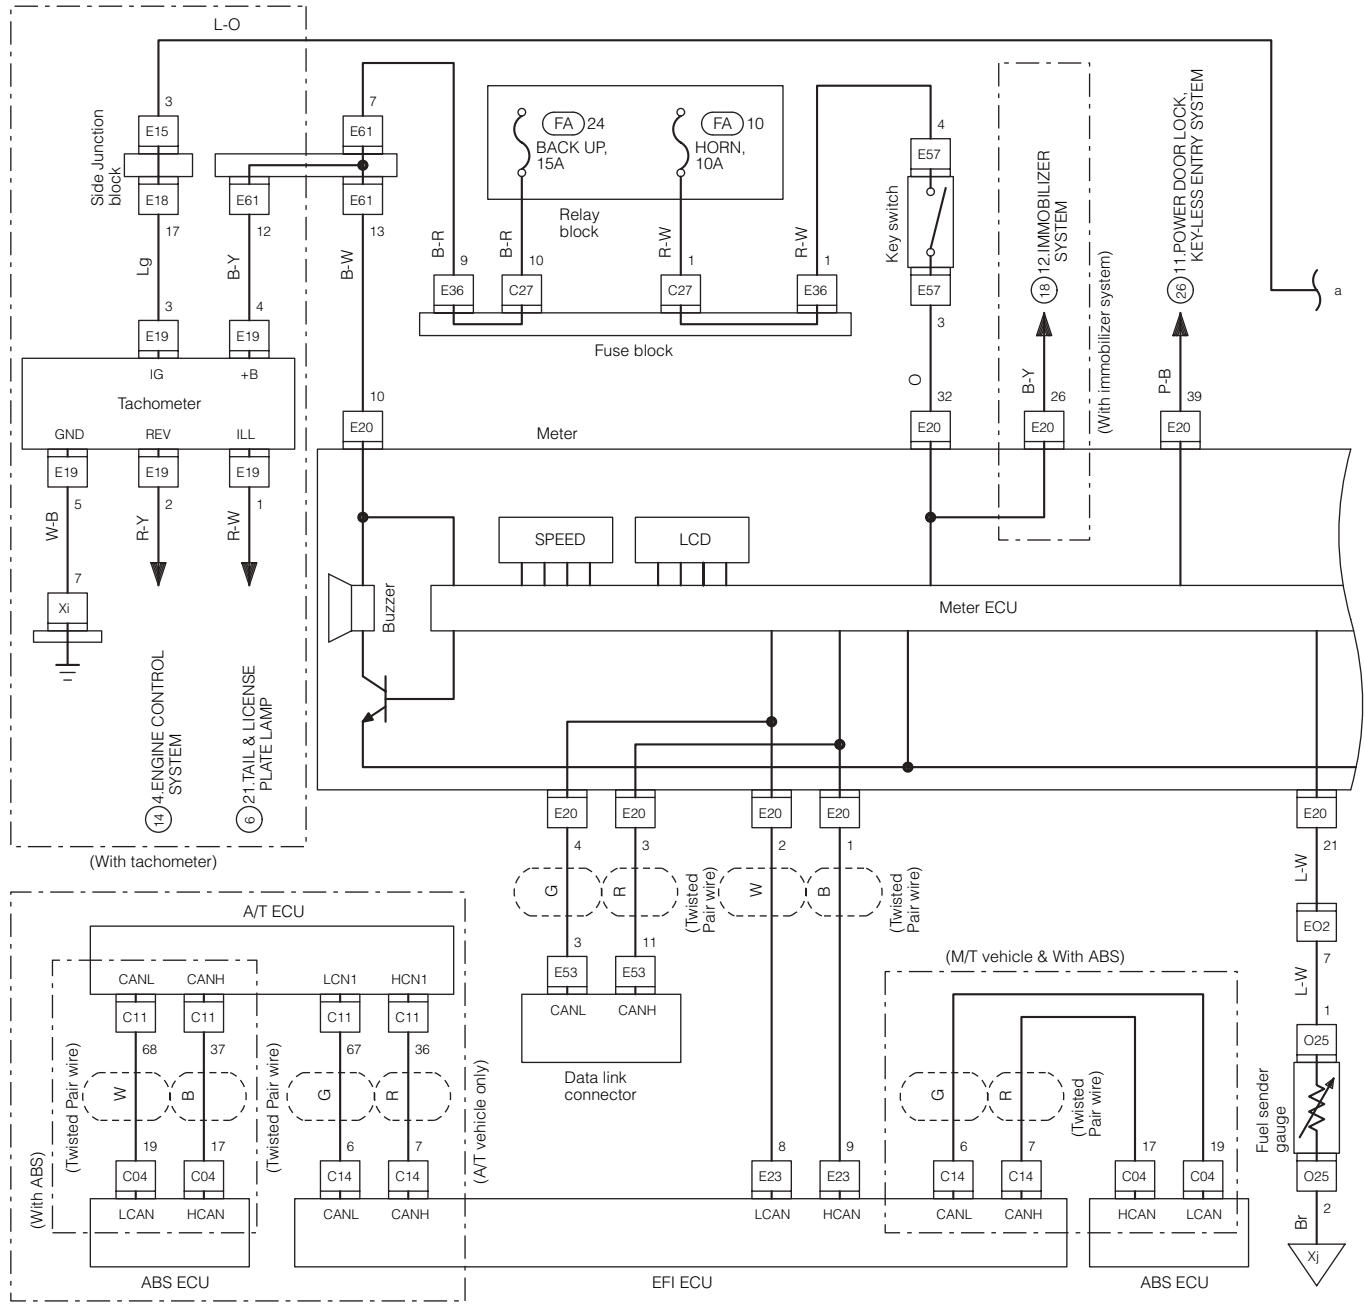 L-O
3
E15
Side Junction
block
E18
17
Lg
3
E19
7
E61
E61
12
B-Y
4
E19
E61
13
B-W
10
E20
FA 24
BACK UP,
15A
FA 10
HORN,
10A
Relay
block
B-R
9
E36
B-R
10
C27
R-W
1
C27
R-W
1
E36
Fuse block
4
E57
Key switch
E57
3
O
32
E20
18 12.IMMOBILIZER
SYSTEM
B-Y
26
E20
(With immobilizer system)
26 11.POWER DOOR LOCK,
KEY-LESS ENTRY SYSTEM
P-B
39
E20
a
IG
+B
Tachometer
GND
REV
ILL
E19
E19
E19
5
2
1
W-B
R-Y
R-W
7
Xi
14 4.ENGINE CONTROL
SYSTEM
6 21.TAIL & LICENSE
PLATE LAMP
(With tachometer)
Meter
SPEED
LCD
Buzzer
Meter ECU
E20
E20
E20
E20
E20
4
3
2
1
21
G
R
(Twisted
Pair wire)
W
B
(Twisted
Pair wire)
L-W
3
11
E53
E53
CANL
CANH
Data link
connector
EO2
7
L-W
1
O25
Fuel sender
gauge
O25
2
Br
Xj
A/T ECU
CANL
CANH
LCN1
HCN1
C11
C11
C11
C11
68
37
67
36
(Twisted Pair wire)
W
B
(Twisted Pair wire)
G
R
(A/T vehicle only)
(With ABS)
19
17
6
7
C04
C04
C14
C14
LCAN
HCAN
CANL
CANH
ABS ECU
8
9
E23
E23
LCAN
HCAN
EFI ECU
(M/T vehicle & With ABS)
G
R
(Twisted
Pair wire)
6
7
17
19
C14
C14
C04
C04
CANL
CANH
HCAN
LCAN
ABS ECU